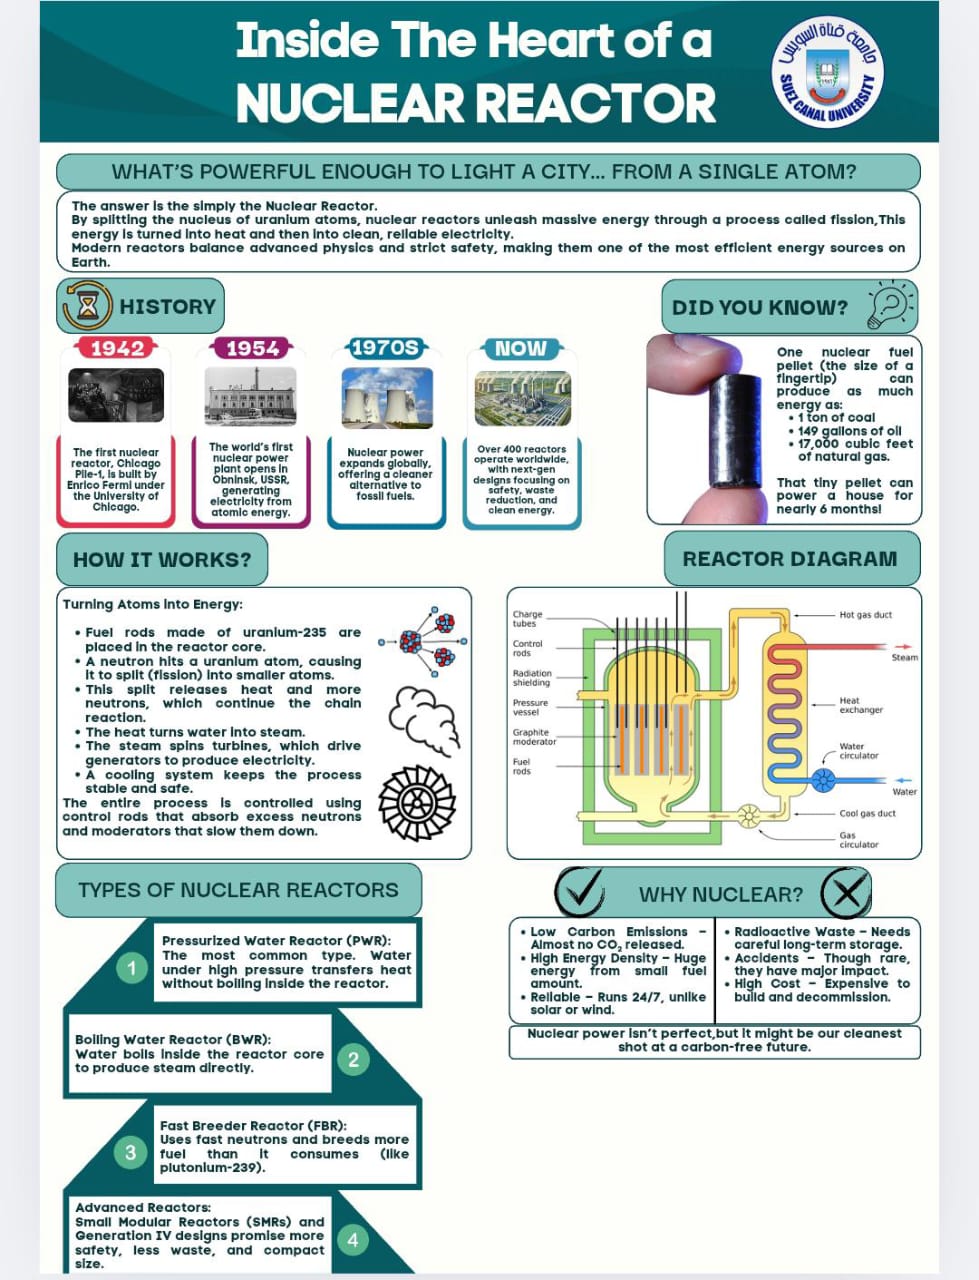 Inside The Heart of a
NUCLEAR REACTOR
جامعة قناة السويس
SUEZ CANAL UNIVERSITY
WHAT'S POWERFUL ENOUGH TO LIGHT A CITY... FROM A SINGLE ATOM?
The answer is the simply the Nuclear Reactor.
By splitting the nucleus of uranium atoms, nuclear reactors unleash massive energy through a process called fission,This
energy is turned into heat and then into clean, reliable electricity.
Modern reactors balance advanced physics and strict safety, making them one of the most efficient energy sources on
Earth.
HISTORY
1942
The first nuclear
reactor, Chicago
Pile-1, is built by
Enrico Fermi under
the University of
Chicago.
1954
The world's first
nuclear power
plant opens in
Obninsk, USSR,
generating
electricity from
atomic energy.
1970S
Nuclear power
expands globally,
offering a cleaner
alternative to
fossil fuels.
NOW
Over 400 reactors
operate worldwide,
with next-gen
designs focusing on
safety, waste
reduction, and
clean energy.
DID YOU KNOW?
One nuclear fuel
pellet (the size of a
fingertip) can
produce as much
energy as:
• 1 ton of coal
• 149 gallons of oil
• 17,000 cubic feet
of natural gas.
That tiny pellet can
power a house for
nearly 6 months!
HOW IT WORKS?
Turning Atoms into Energy:
• Fuel rods made of uranium-235 are
placed in the reactor core.
• A neutron hits a uranium atom, causing
it to split (fission) into smaller atoms.
• This split releases heat and more
neutrons, which continue the chain
reaction.
• The heat turns water into steam.
• The steam spins turbines, which drive
generators to produce electricity.
• A cooling system keeps the process
stable and safe.
The entire process is controlled using
control rods that absorb excess neutrons
and moderators that slow them down.
REACTOR DIAGRAM
Charge
tubes
Control
rods
Radiation
shielding
Pressure
vessel
Graphite
moderator
Fuel
rods
Hot gas duct
Steam
Heat
exchanger
Water
circulator
Water
Cool gas duct
Gas
circulator
TYPES OF NUCLEAR REACTORS
1
Pressurized Water Reactor (PWR):
The most common type. Water
under high pressure transfers heat
without boiling inside the reactor.
Boiling Water Reactor (BWR):
Water boils inside the reactor core
to produce steam directly.
2
3
Fast Breeder Reactor (FBR):
Uses fast neutrons and breeds more
fuel than it consumes (like
plutonium-239).
Advanced Reactors:
Small Modular Reactors (SMRs) and
Generation IV designs promise more
safety, less waste, and compact
size.
4
WHY NUCLEAR?
• Low Carbon Emissions –
Almost no CO₂ released.
• High Energy Density – Huge
energy from small fuel
amount.
• Reliable – Runs 24/7, unlike
solar or wind.
• Radioactive Waste – Needs
careful long-term storage.
• Accidents – Though rare,
they have major impact.
• High Cost – Expensive to
build and decommission.
Nuclear power isn't perfect,but it might be our cleanest
shot at a carbon-free future.